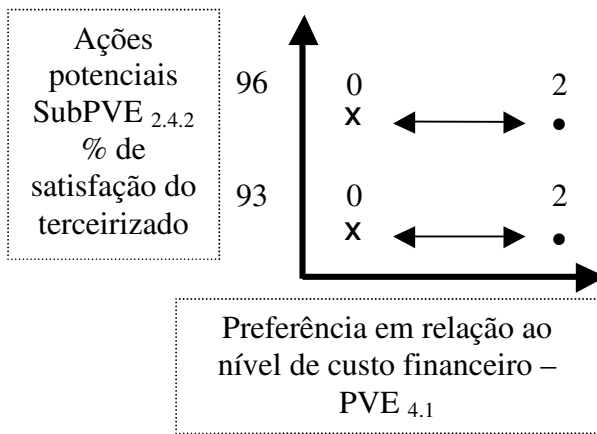 Ações
potenciais
SubPVE 2.4.2
% de
satisfação do
terceirizado
96
0
2
x
93
0
2
x
Preferência em relação ao
nível de custo financeiro –
PVE 4.1